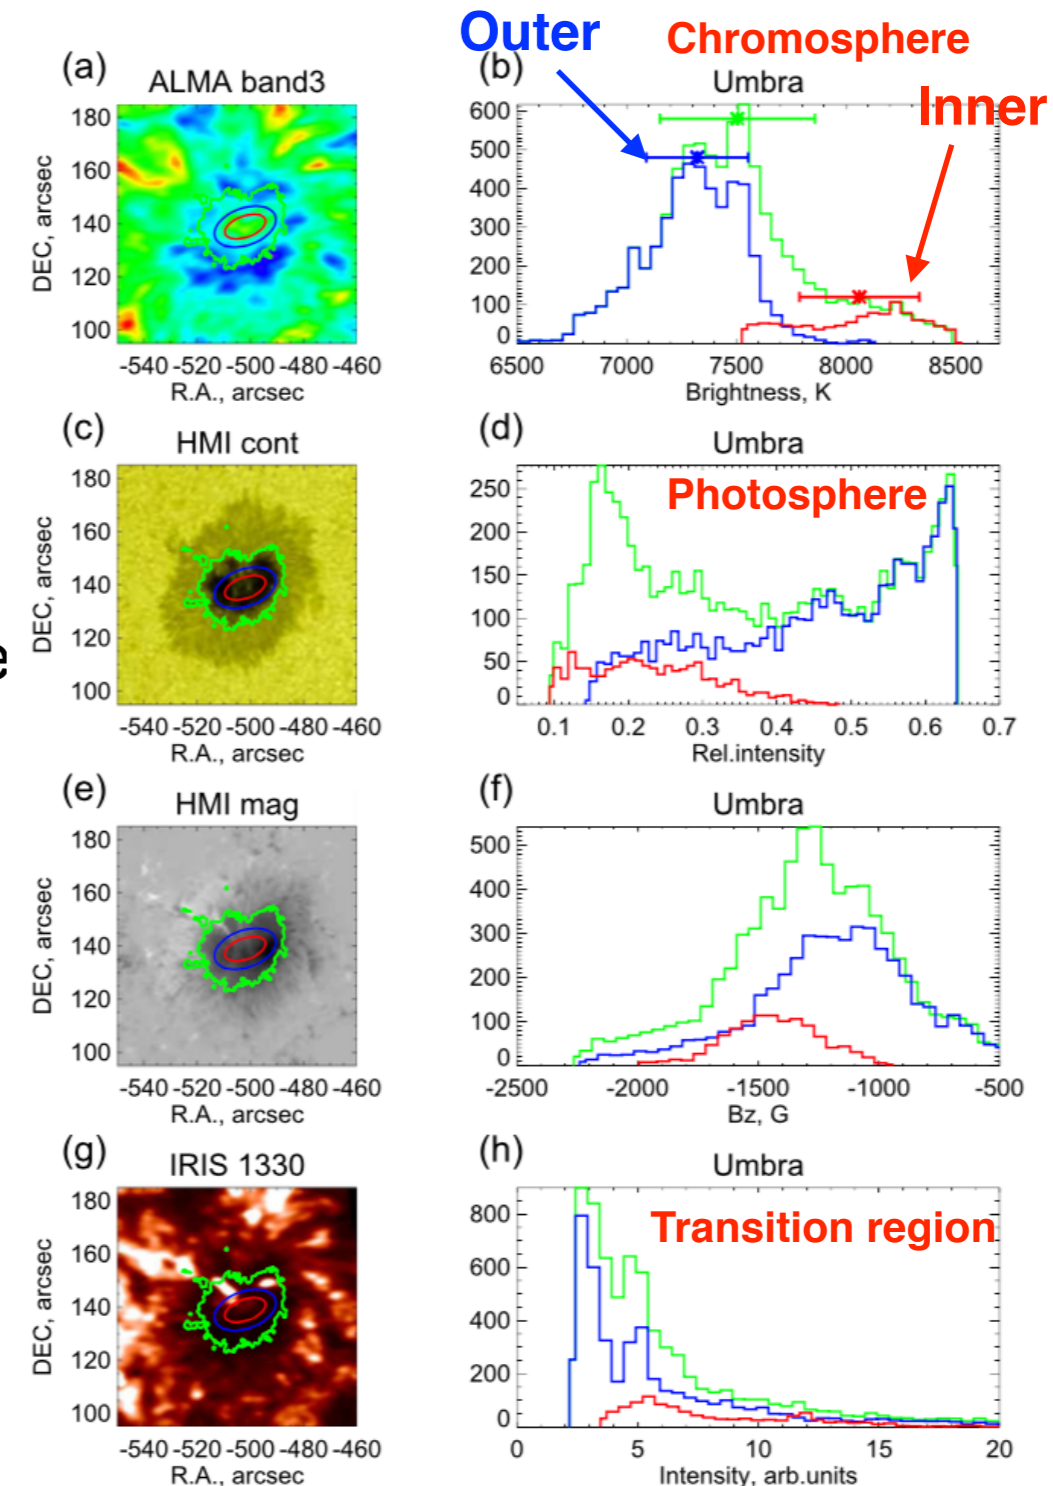 Outer
Chromosphere
(a)
ALMA band3
(b)
Umbra
Inner
180
160
140
120
100
DEC, arcsec
-540 -520 -500 -480 -460
R.A., arcsec
600
500
400
300
200
100
0
6500 7000 7500 8000 8500
Brightness, K
(c)
HMI cont
(d)
Umbra
Photosphere
180
160
140
120
100
DEC, arcsec
e
-540 -520 -500 -480 -460
R.A., arcsec
250
200
150
100
50
0
0.1 0.2 0.3 0.4 0.5 0.6 0.7
Rel.intensity
(e)
HMI mag
(f)
Umbra
180
160
140
120
100
DEC, arcsec
-540 -520 -500 -480 -460
R.A., arcsec
500
400
300
200
100
0
-2500 -2000 -1500 -1000 -500
Bz, G
(g)
IRIS 1330
(h)
Umbra
Transition region
180
160
140
120
100
DEC, arcsec
-540 -520 -500 -480 -460
R.A., arcsec
800
600
400
200
0
0 5 10 15 20
Intensity, arb.units